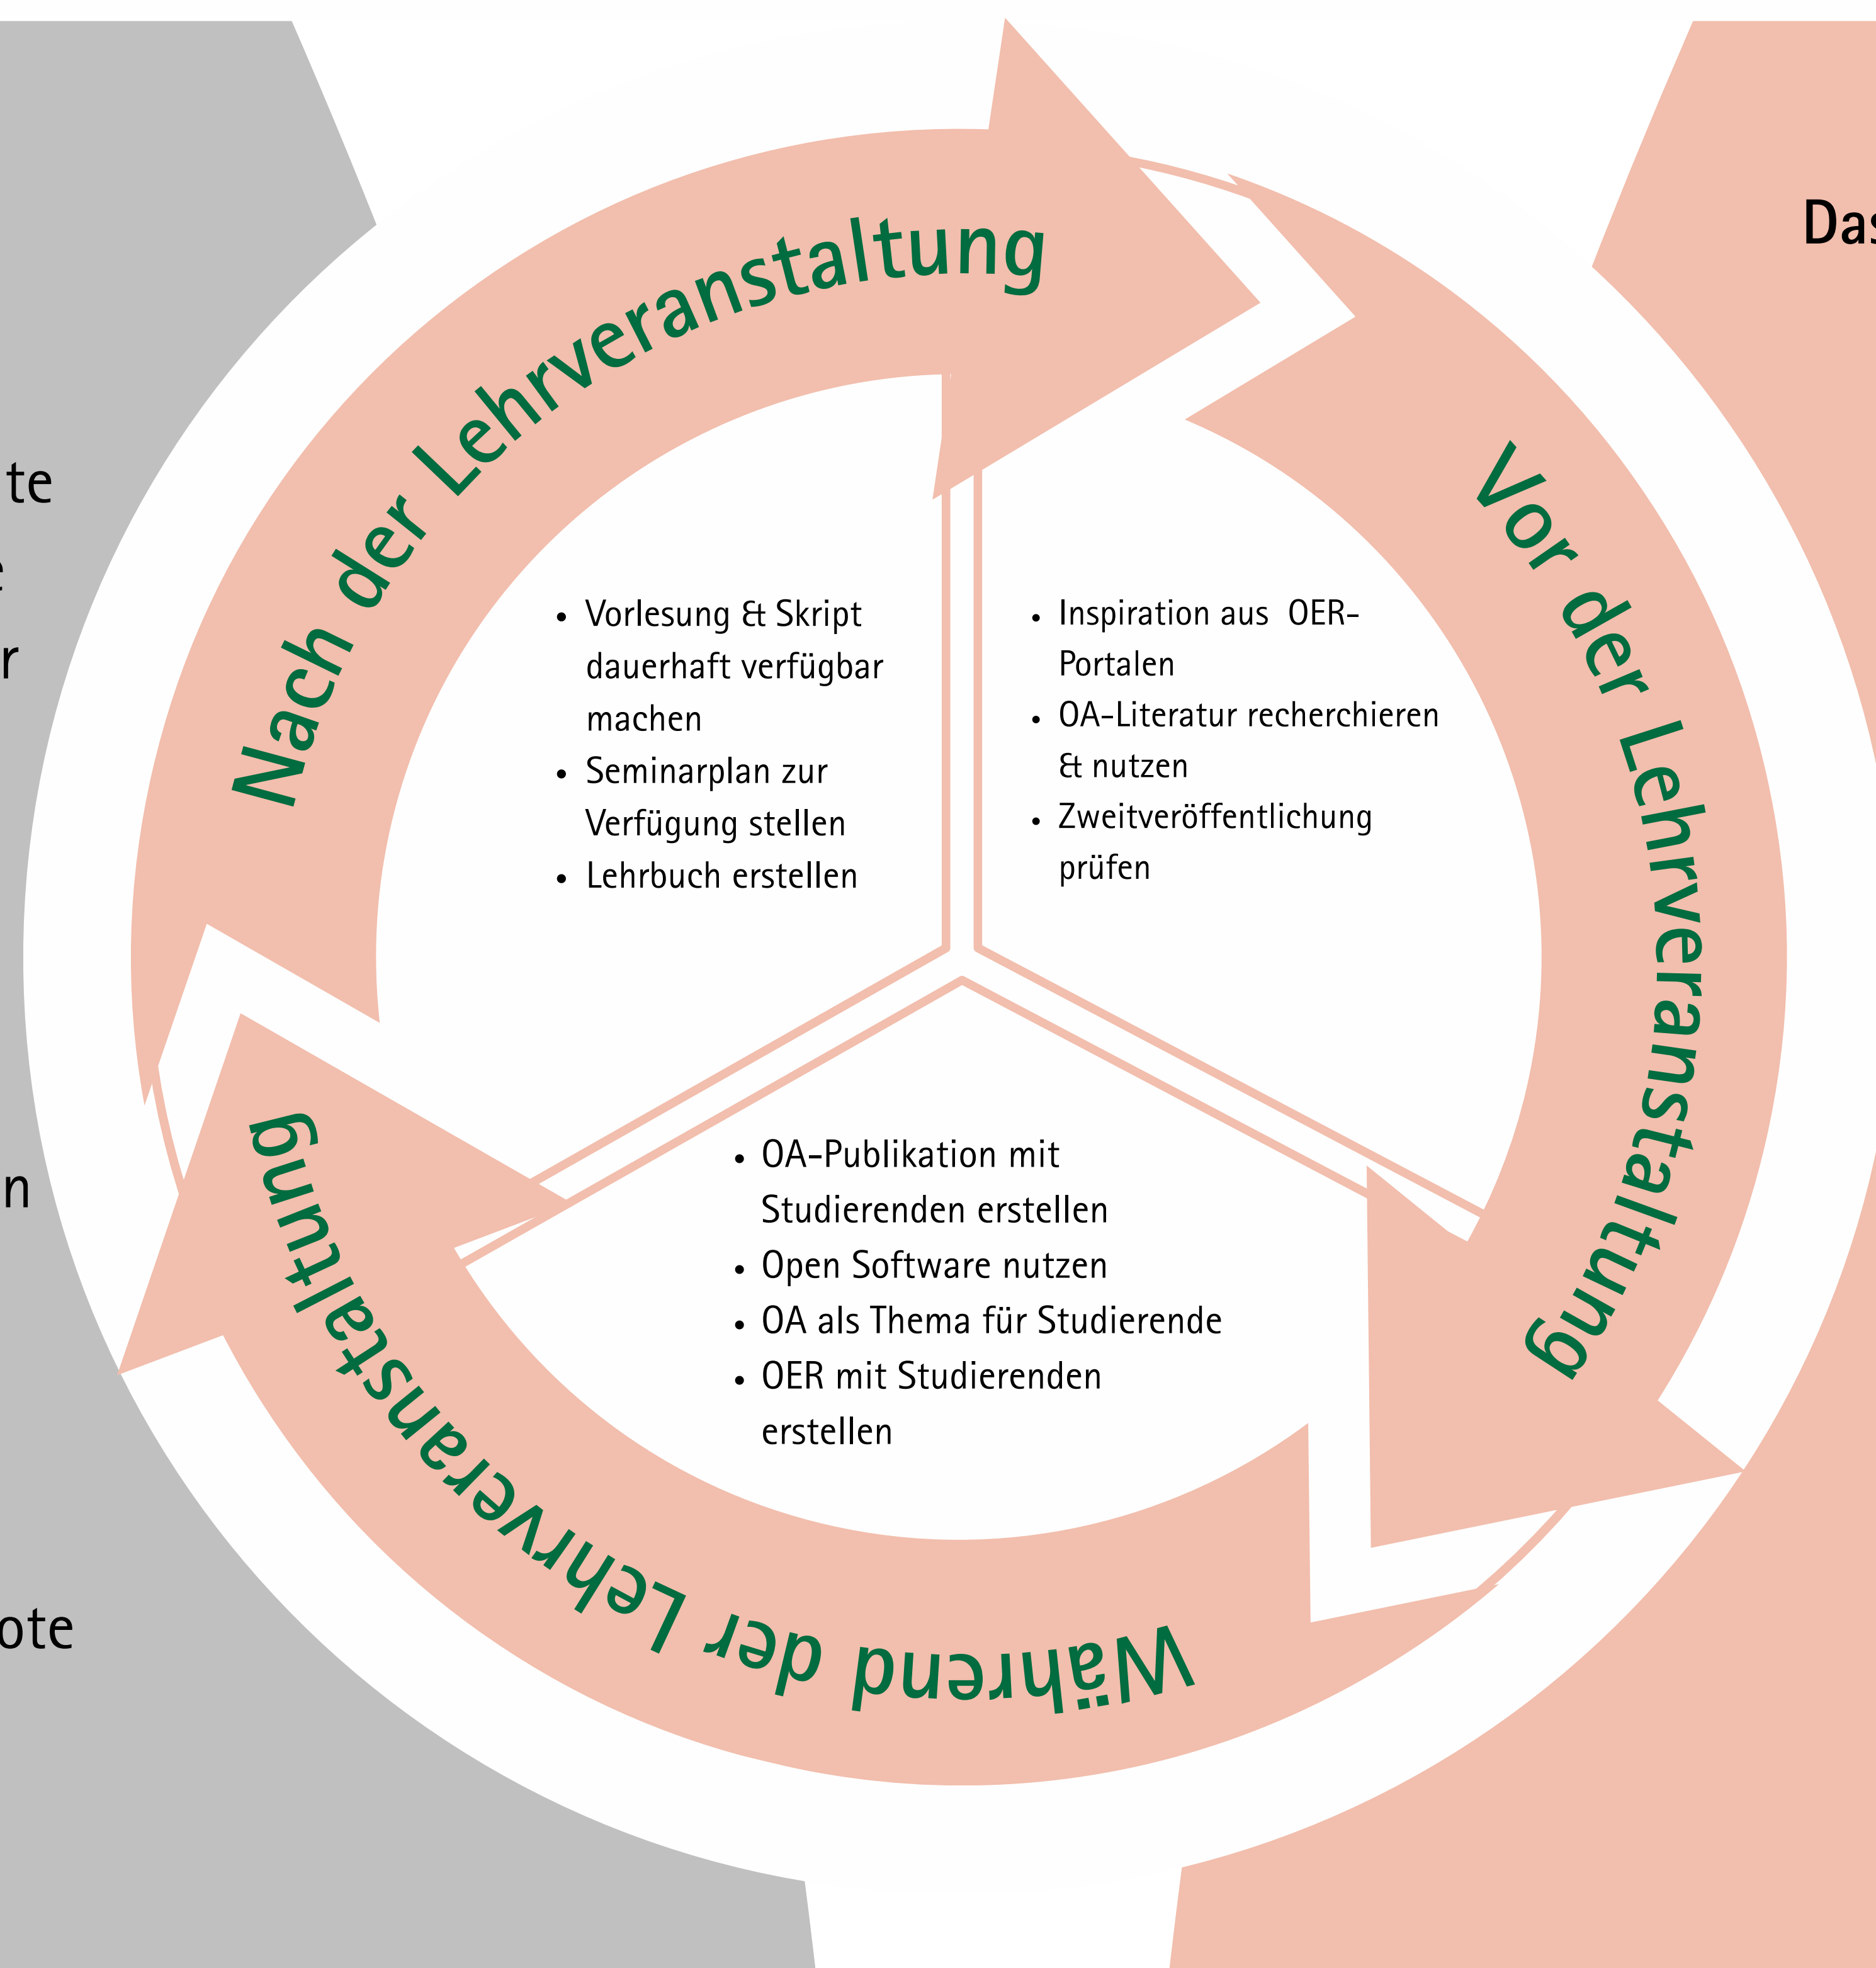 Nach der Lehrveranstaltung
• Vorlesung & Skript
dauerhaft verfügbar
machen
• Seminarplan zur
Verfügung stellen
• Lehrbuch erstellen
Vor der Lehrveranstaltung
• Inspiration aus OER-
Portalen
• OA-Literatur recherchieren
& nutzen
• Zweitveröffentlichung
prüfen
Während der Lehrveranstaltung
• OA-Publikation mit
Studierenden erstellen
• Open Software nutzen
• OA als Thema für Studierende
• OER mit Studierenden
erstellen